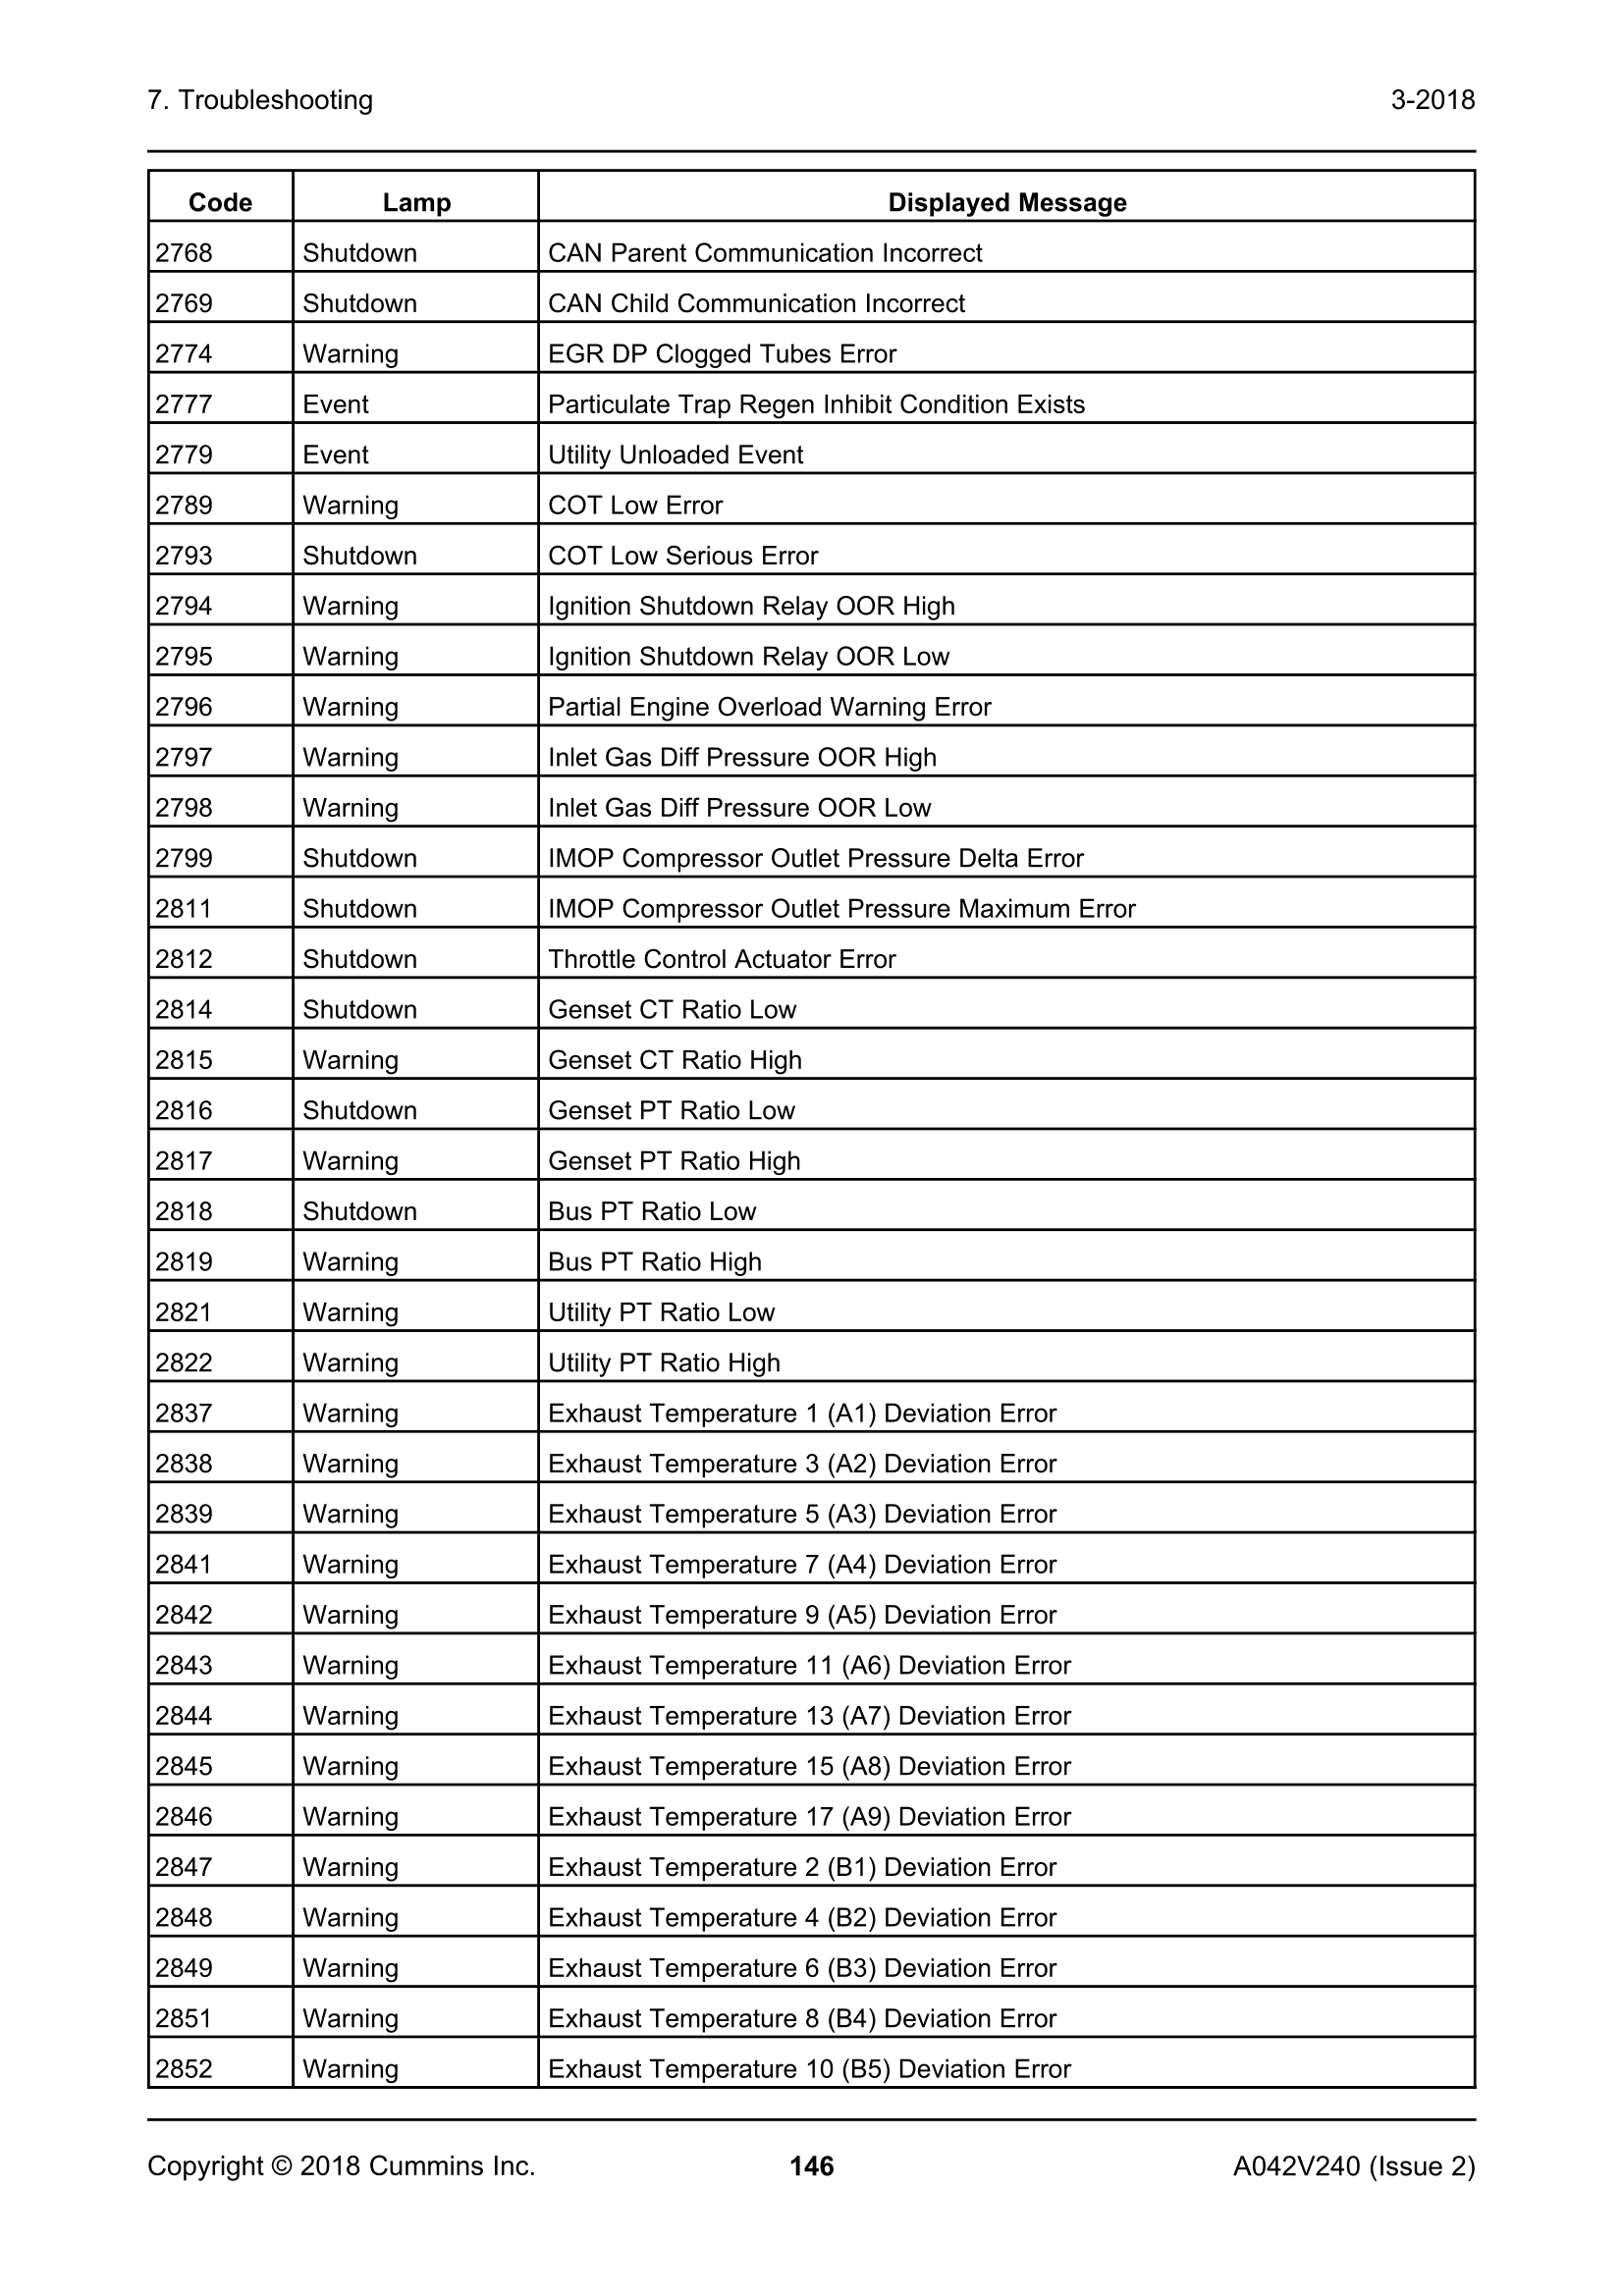 7. Troubleshooting 3-2018
Code Lamp Displayed Message
2768 Shutdown CAN Parent Communication Incorrect
2769 Shutdown CAN Child Communication Incorrect
2774 Warning EGR DP Clogged Tubes Error
2777 Event Particulate Trap Regen Inhibit Condition Exists
2779 Event Utility Unloaded Event
2789 Warning COT Low Error
2793 Shutdown COT Low Serious Error
2794 Warning Ignition Shutdown Relay OOR High
2795 Warning Ignition Shutdown Relay OOR Low
2796 Warning Partial Engine Overload Warning Error
2797 Warning Inlet Gas Diff Pressure OOR High
2798 Warning Inlet Gas Diff Pressure OOR Low
2799 Shutdown IMOP Compressor Outlet Pressure Delta Error
2811 Shutdown IMOP Compressor Outlet Pressure Maximum Error
2812 Shutdown Throttle Control Actuator Error
2814 Shutdown Genset CT Ratio Low
2815 Warning Genset CT Ratio High
2816 Shutdown Genset PT Ratio Low
2817 Warning Genset PT Ratio High
2818 Shutdown Bus PT Ratio Low
2819 Warning Bus PT Ratio High
2821 Warning Utility PT Ratio Low
2822 Warning Utility PT Ratio High
2837 Warning Exhaust Temperature 1 (A1) Deviation Error
2838 Warning Exhaust Temperature 3 (A2) Deviation Error
2839 Warning Exhaust Temperature 5 (A3) Deviation Error
2841 Warning Exhaust Temperature 7 (A4) Deviation Error
2842 Warning Exhaust Temperature 9 (A5) Deviation Error
2843 Warning Exhaust Temperature 11 (A6) Deviation Error
2844 Warning Exhaust Temperature 13 (A7) Deviation Error
2845 Warning Exhaust Temperature 15 (A8) Deviation Error
2846 Warning Exhaust Temperature 17 (A9) Deviation Error
2847 Warning Exhaust Temperature 2 (B1) Deviation Error
2848 Warning Exhaust Temperature 4 (B2) Deviation Error
2849 Warning Exhaust Temperature 6 (B3) Deviation Error
2851 Warning Exhaust Temperature 8 (B4) Deviation Error
2852 Warning Exhaust Temperature 10 (B5) Deviation Error
Copyright © 2018 Cummins Inc. 146 A042V240 (Issue 2)